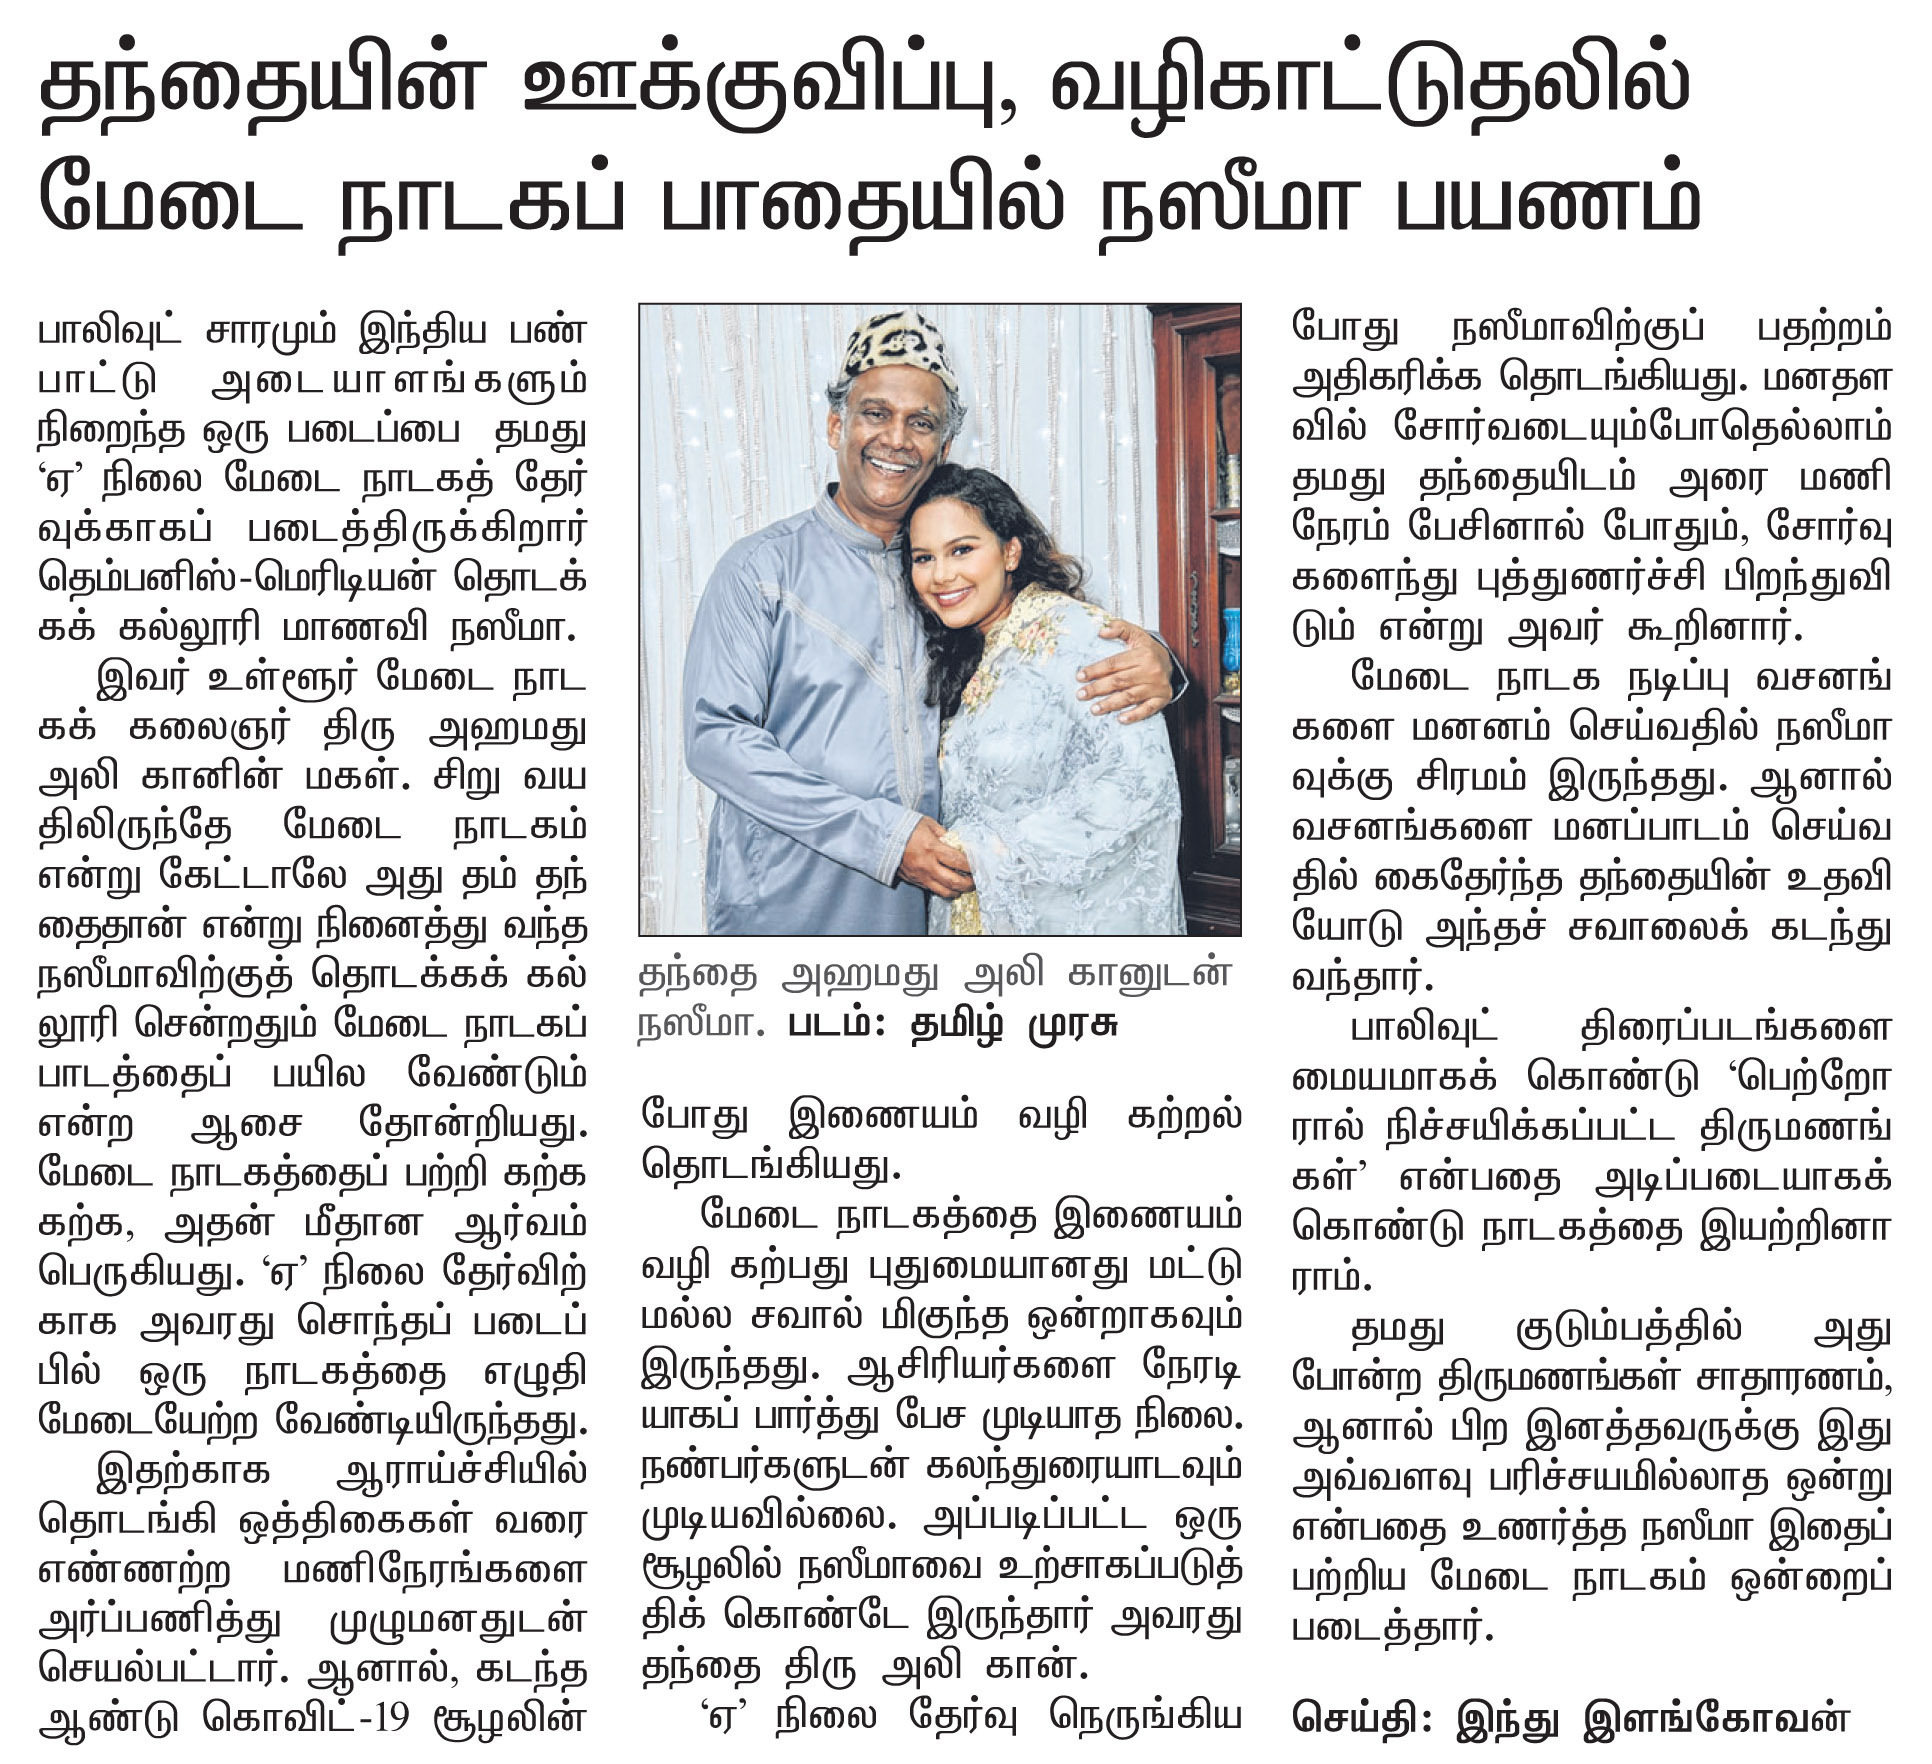 தந்தையின் ஊக்குவிப்பு, வழிகாட்டுதலில்
மேடை நாடகப் பாதையில் நஸீமா பயணம்
பாலிவுட் சாரமும் இந்திய பண்
பாட்டு அடையாளங்களும்
நிறைந்த ஒரு படைப்பை தமது
‘ஏ’ நிலை மேடை நாடகத் தேர்
வுக்காகப் படைத்திருக்கிறார்
தெம்பனிஸ்-மெரிடியன் தொடக்
கக் கல்லூரி மாணவி நஸீமா.
இவர் உள்ளூர் மேடை நாட
கக் கலைஞர் திரு அஹமது
அலி கானின் மகள். சிறு வய
திலிருந்தே மேடை நாடகம்
என்று கேட்டாலே அது தம் தந்
தைதான் என்று நினைத்து வந்த
நஸீமாவிற்குத் தொடக்கக் கல்
லூரி சென்றதும் மேடை நாடகப்
பாடத்தைப் பயில வேண்டும்
என்ற ஆசை தோன்றியது.
மேடை நாடகத்தைப் பற்றி கற்க
கற்க, அதன் மீதான ஆர்வம்
பெருகியது. ‘ஏ’ நிலை தேர்விற்
காக அவரது சொந்தப் படைப்
பில் ஒரு நாடகத்தை எழுதி
மேடையேற்ற வேண்டியிருந்தது.
இதற்காக ஆராய்ச்சியில்
தொடங்கி ஒத்திகைகள் வரை
எண்ணற்ற மணிநேரங்களை
அர்ப்பணித்து முழுமனதுடன்
செயல்பட்டார். ஆனால், கடந்த
ஆண்டு கொவிட்-19 சூழலின்
தந்தை அஹமது அலி கானுடன்
நஸீமா. படம்: தமிழ் முரசு
போது இணையம் வழி கற்றல்
தொடங்கியது.
மேடை நாடகத்தை இணையம்
வழி கற்பது புதுமையானது மட்டு
மல்ல சவால் மிகுந்த ஒன்றாகவும்
இருந்தது. ஆசிரியர்களை நேரடி
யாகப் பார்த்து பேச முடியாத நிலை.
நண்பர்களுடன் கலந்துரையாடவும்
முடியவில்லை. அப்படிப்பட்ட ஒரு
சூழலில் நஸீமாவை உற்சாகப்படுத்
திக் கொண்டே இருந்தார் அவரது
தந்தை திரு அலி கான்.
‘ஏ’ நிலை தேர்வு நெருங்கிய
போது நஸீமாவிற்குப் பதற்றம்
அதிகரிக்க தொடங்கியது. மனதள
வில் சோர்வடையும்போதெல்லாம்
தமது தந்தையிடம் அரை மணி
நேரம் பேசினால் போதும், சோர்வு
களைந்து புத்துணர்ச்சி பிறந்துவி
டும் என்று அவர் கூறினார்.
மேடை நாடக நடிப்பு வசனங்
களை மனனம் செய்வதில் நஸீமா
வுக்கு சிரமம் இருந்தது. ஆனால்
வசனங்களை மனப்பாடம் செய்வ
தில் கைதேர்ந்த தந்தையின் உதவி
யோடு அந்தச் சவாலைக் கடந்து
வந்தார்.
பாலிவுட் திரைப்படங்களை
மையமாகக் கொண்டு ‘பெற்றோ
ரால் நிச்சயிக்கப்பட்ட திருமணங்
கள்’ என்பதை அடிப்படையாகக்
கொண்டு நாடகத்தை இயற்றினா
ராம்.
தமது குடும்பத்தில் அது
போன்ற திருமணங்கள் சாதாரணம்,
ஆனால் பிற இனத்தவருக்கு இது
அவ்வளவு பரிச்சயமில்லாத ஒன்று
என்பதை உணர்த்த நஸீமா இதைப்
பற்றிய மேடை நாடகம் ஒன்றைப்
படைத்தார்.
செய்தி: இந்து இளங்கோவன்